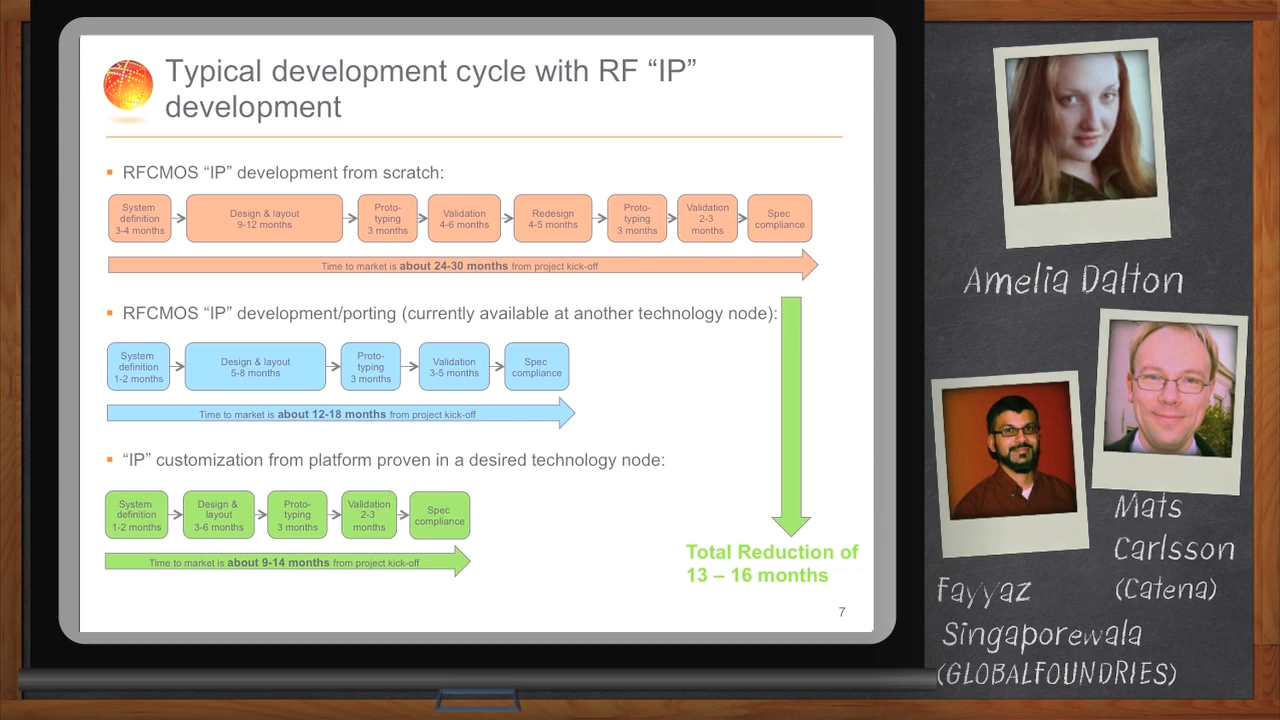 Typical development cycle with RF “IP”
development
▪ RFCMOS “IP” development from scratch:
System
definition
3-4 months
Design & layout
9-12 months
Proto-
typing
3 months
Validation
4-6 months
Redesign
4-5 months
Proto-
typing
3 months
Validation
2-3
months
Spec
compliance
Time to market is about 24-30 months from project kick-off
▪ RFCMOS “IP” development/porting (currently available at another technology node):
System
definition
1-2 months
Design & layout
5-8 months
Proto-
typing
3 months
Validation
3-5 months
Spec
compliance
Time to market is about 12-18 months from project kick-off
▪ “IP” customization from platform proven in a desired technology node:
System
definition
1-2 months
Design &
layout
3-6 months
Proto-
typing
3 months
Validation
2-3
months
Spec
compliance
Time to market is about 9-14 months from project kick-off
Total Reduction of
13 – 16 months
7
Amelia Dalton
Mats
Carlsson
(Catena)
Fayyaz
Singaporewala
(GLOBALFOUNDRIES)